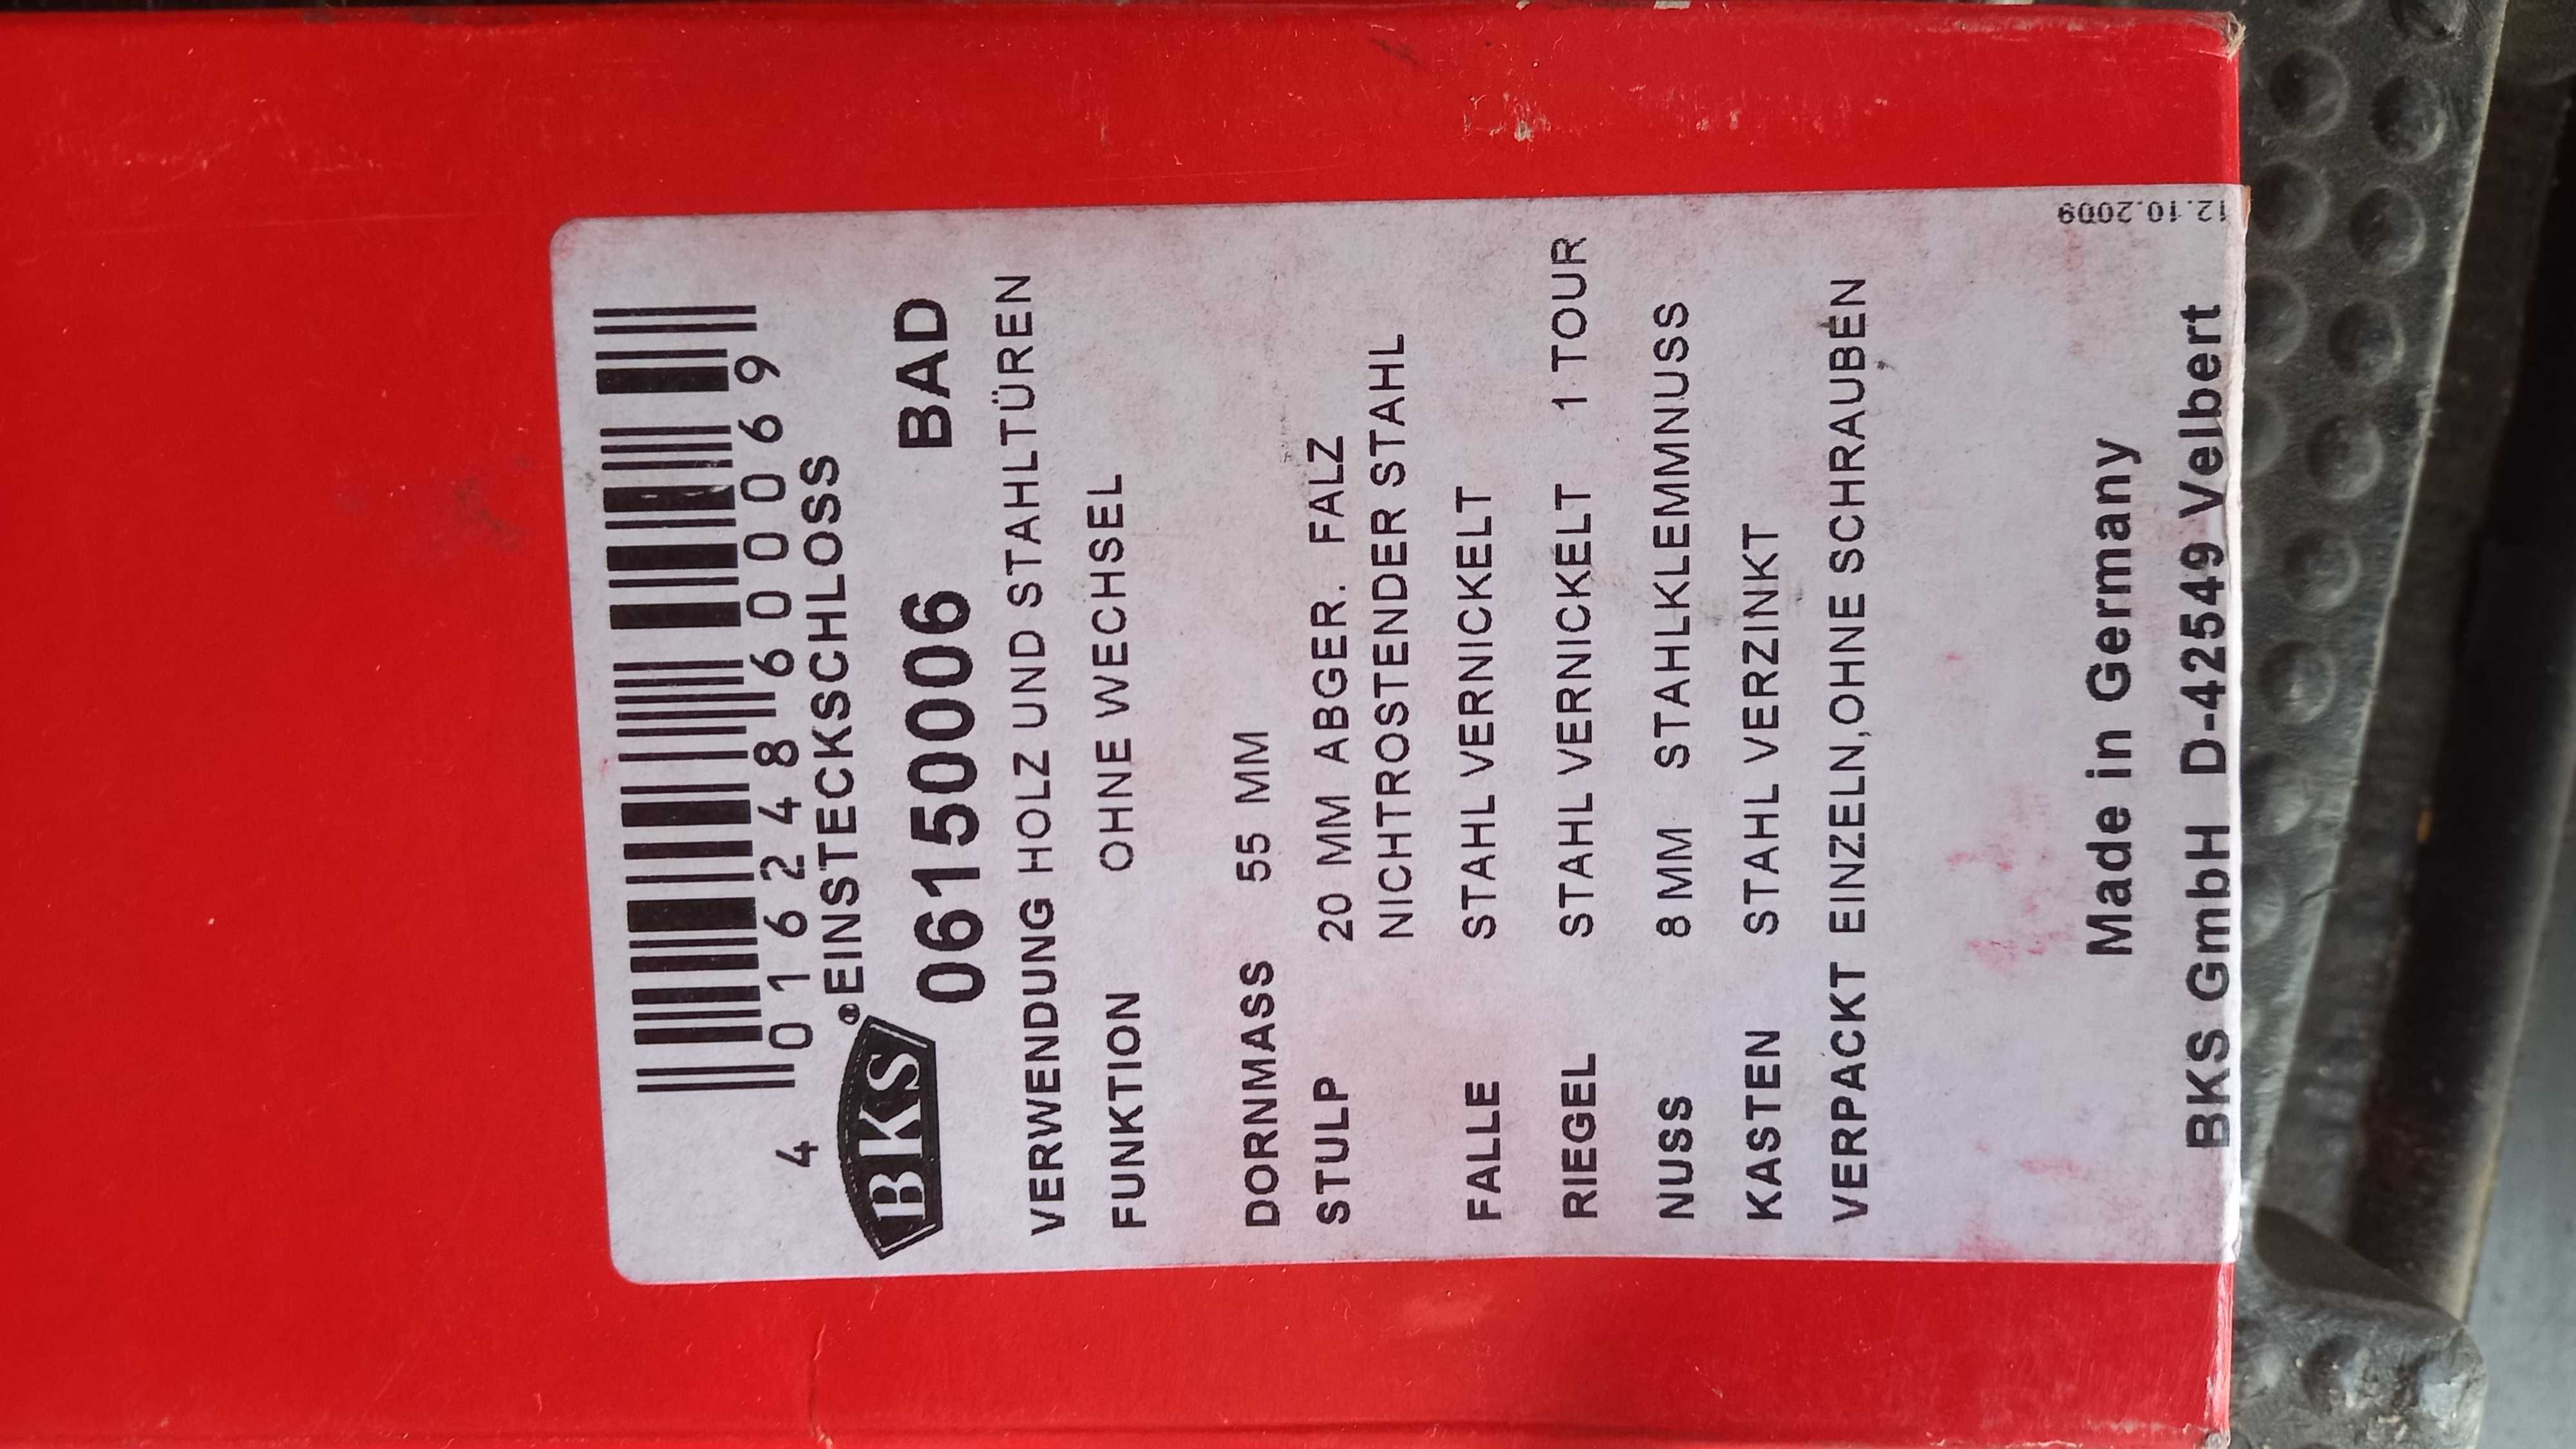 4 016248 600069
BKS® EINSTECKSCHLOSS
06150006 BAD
VERWENDUNG HOLZ UND STAHLTÜREN
FUNKTION OHNE WECHSEL
DORNMASS 55 MM
STULP 20 MM ABGER. FALZ
NICHTROSTENDER STAHL
FALLE STAHL VERNICKELT
RIEGEL STAHL VERNICKELT 1 TOUR
NUSS 8 MM STAHLKLEMMNUSS
KASTEN STAHL VERZINKT
VERPACKT EINZELN,OHNE SCHRAUBEN
Made in Germany
BKS GmbH D-42549 Velbert
12.10.2009